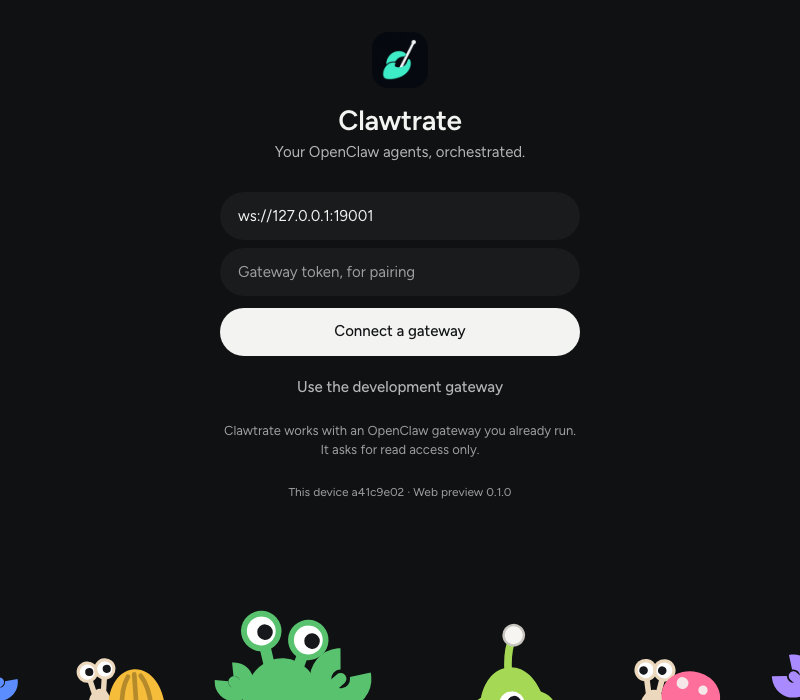 Clawtrate
Your OpenClaw agents, orchestrated.
ws://127.0.0.1:19001
Gateway token, for pairing
Connect a gateway
Use the development gateway
Clawtrate works with an OpenClaw gateway you already run.
It asks for read access only.
This device a41c9e02 · Web preview 0.1.0